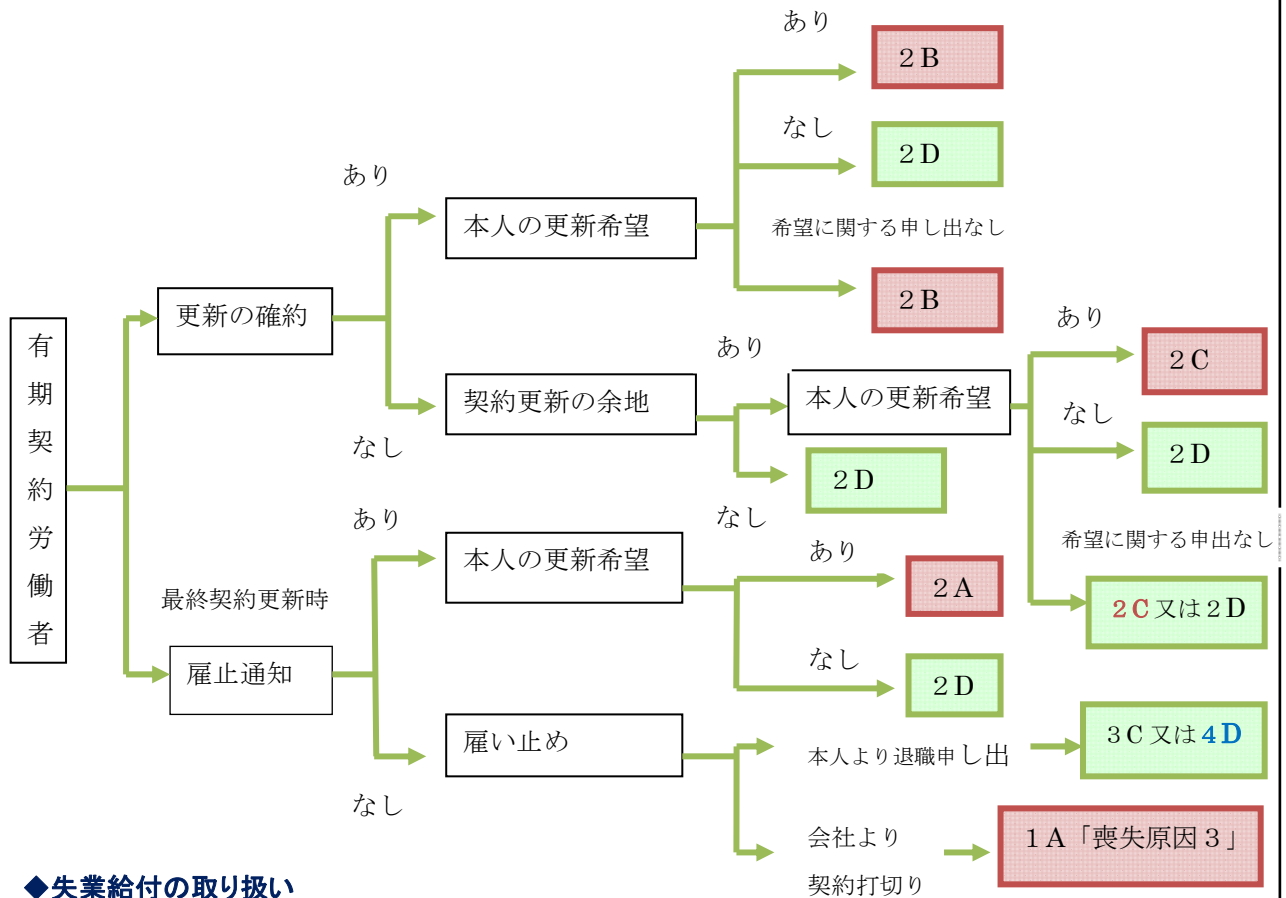 あり
2B
なし
2D
あり
本人の更新希望
希望に関する申し出なし
更新の確約
2B
あり
あり
2C
有期契約労働者
契約更新の余地
本人の更新希望
なし
なし
2D
2D
あり
なし
希望に関する申出なし
本人の更新希望
あり
2A
最終契約更新時
2C又は2D
雇止通知
なし
2D
雇い止め
3C又は4D
本人より退職申し出
なし
会社より
契約打切り
1A「喪失原因3」
◆失業給付の取り扱い